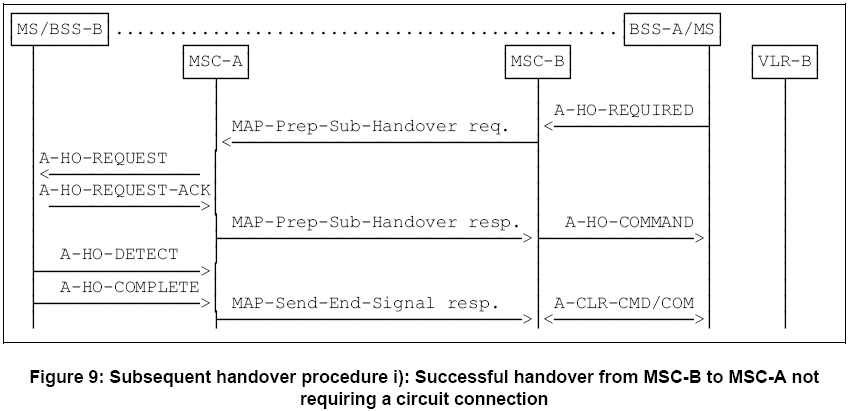 MS/BSS-B
BSS-A/MS
MSC-A
MSC-B
VLR-B
A-HO-REQUIRED
MAP-Prep-Sub-Handover req.
A-HO-REQUEST
A-HO-REQUEST-ACK
MAP-Prep-Sub-Handover resp.
A-HO-COMMAND
A-HO-DETECT
A-HO-COMPLETE
MAP-Send-End-Signal resp.
A-CLR-CMD/COM
Figure 9: Subsequent handover procedure i): Successful handover from MSC-B to MSC-A not
requiring a circuit connection